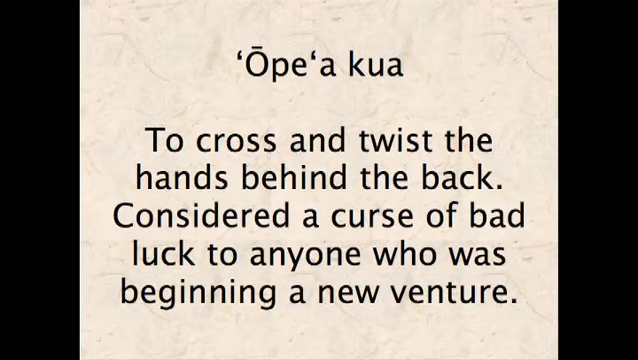 ʻŌpeʻa kua
To cross and twist the
hands behind the back.
Considered a curse of bad
luck to anyone who was
beginning a new venture.